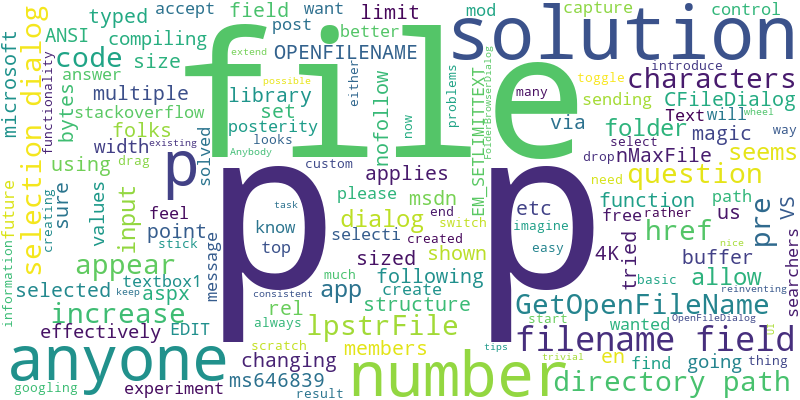 file
p p
solution
anyone
number
p
selection dialog
filename field
question
characters
GetOpenFileName
directory path
lpstrFile
increase
appear
input
code
href
pre
dialog
allow
folder
seems
nofollow
typed
ANSI
compiling
size
answer
multiple
OPENFILENAME
post
accept
field
want
limit
mod
better
capture
control
microsoft
functionality
bytes
stackoverflow
folks
library
set
posterity
possible
extend
toggle
introduce
either
problems
many
sending
CFileDialog
Text
will
via
width
existing
solved
looks
Anybody
custom
now
FolderBrowserDialog
EM_SETLIMITTEXT
select
way
wheel
drop
nMaxFile
magic
using
drag
applies
please
msdn
need
function
path
VS
us
free
rather
searchers
sure
values
feel
point
stick
know
top
task
end
created
switch
etc
imagine
easy
4K
tried
buffer
basic
nice
reinventing
future
information
creating
message
selected
aspx
textbox1
selecti
sized
shown
app
create
following
structure
consistent
much
OpenFileDialog
start
thing
ui
effectively
EDIT
keep
rel
always
changing
members
scratch
tips
en
find
going
trivial
wanted
googling
experiment
ms646839
result